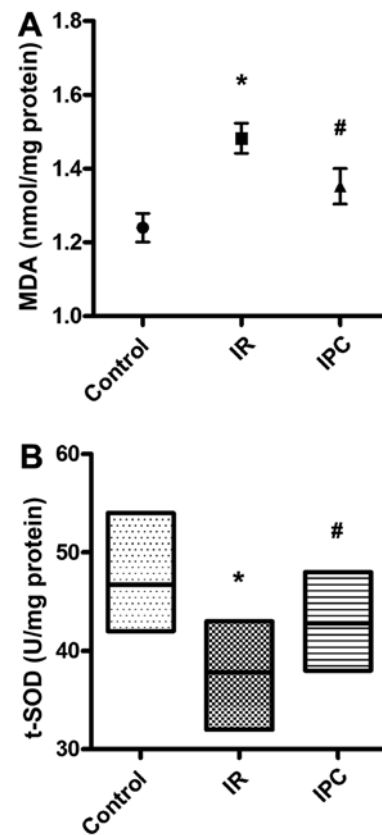 A
MDA (nmol/mg protein)
1.8
1.6
1.4
1.2
1.0
*
#
Control
IR
IPC
B
t-SOD (U/mg protein)
60
50
40
30
*
#
Control
IR
IPC